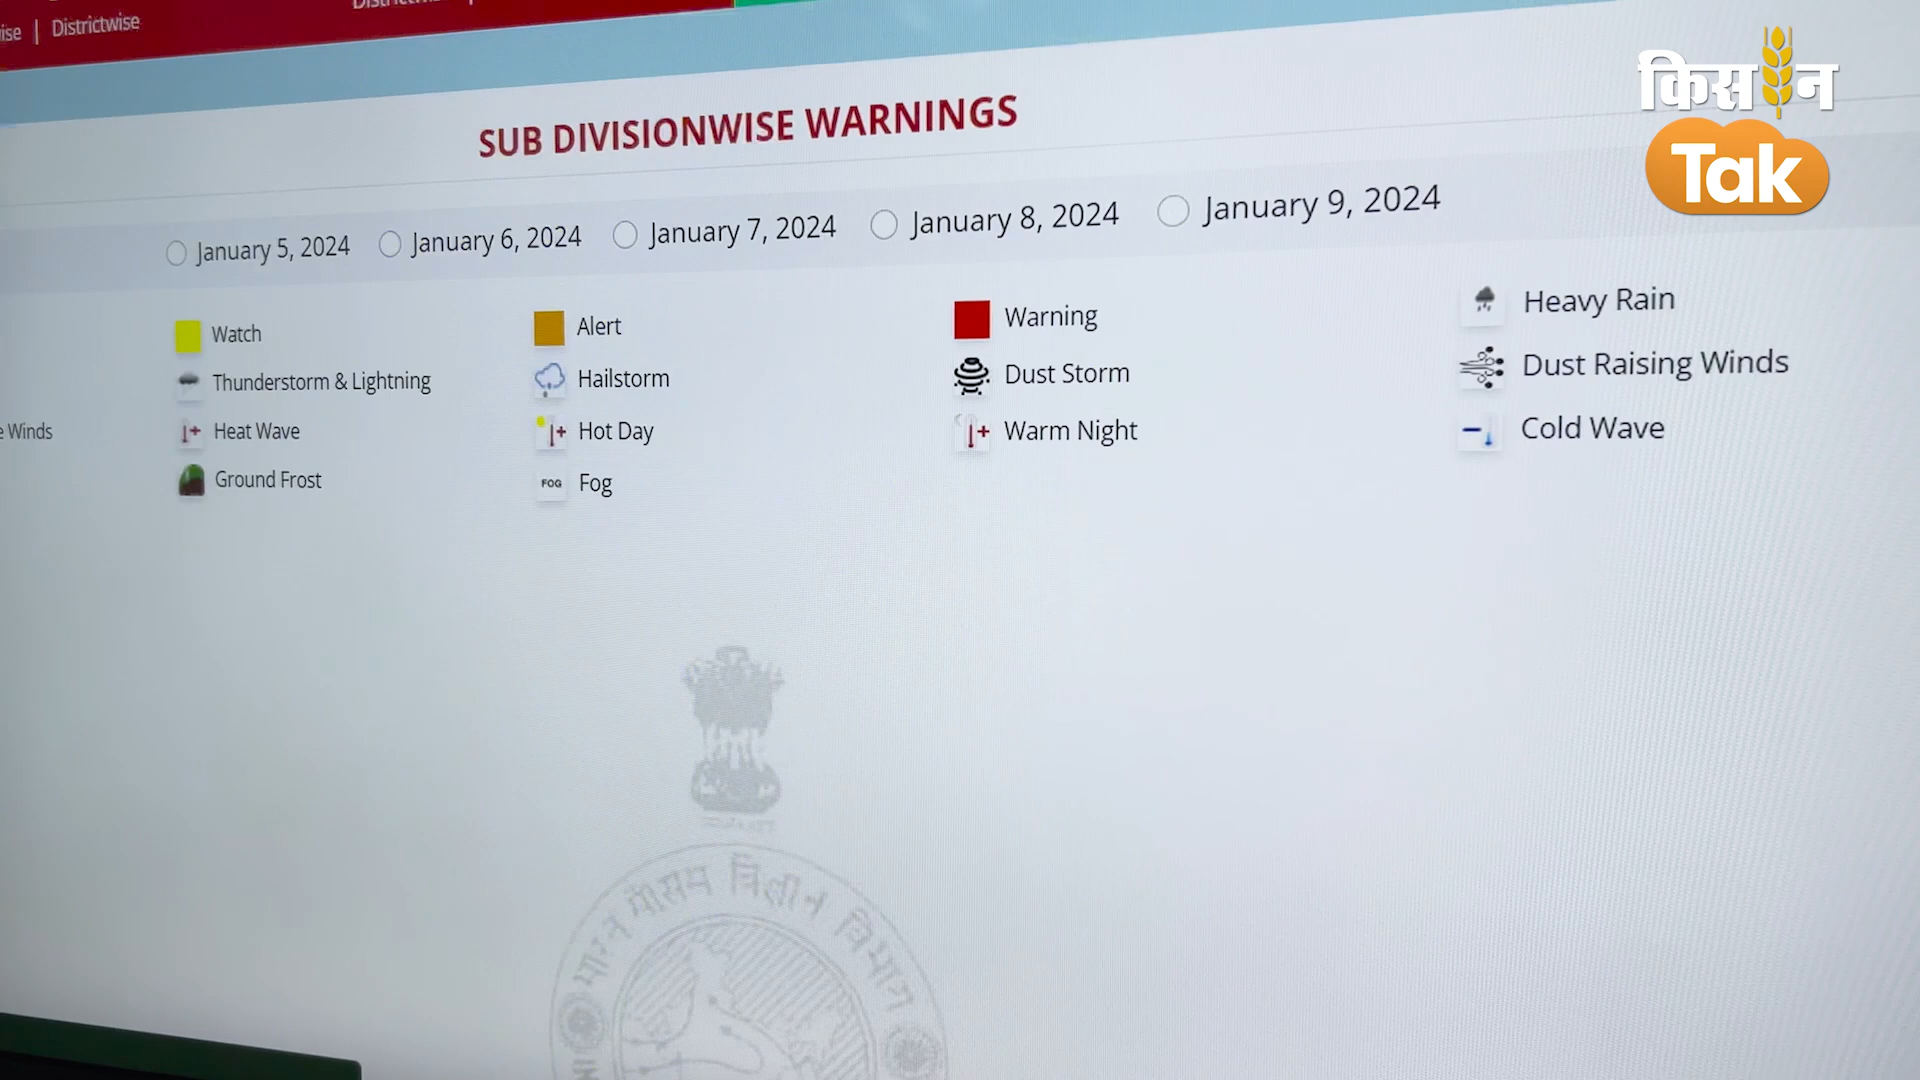 Districtwise
किसान
Tak
SUB DIVISIONWISE WARNINGS
January 5, 2024 January 6, 2024 January 7, 2024 January 8, 2024 January 9, 2024
Watch Alert Warning Heavy Rain
Thunderstorm & Lightning Hailstorm Dust Storm Dust Raising Winds
Winds Heat Wave Hot Day Warm Night Cold Wave
Ground Frost FOG Fog